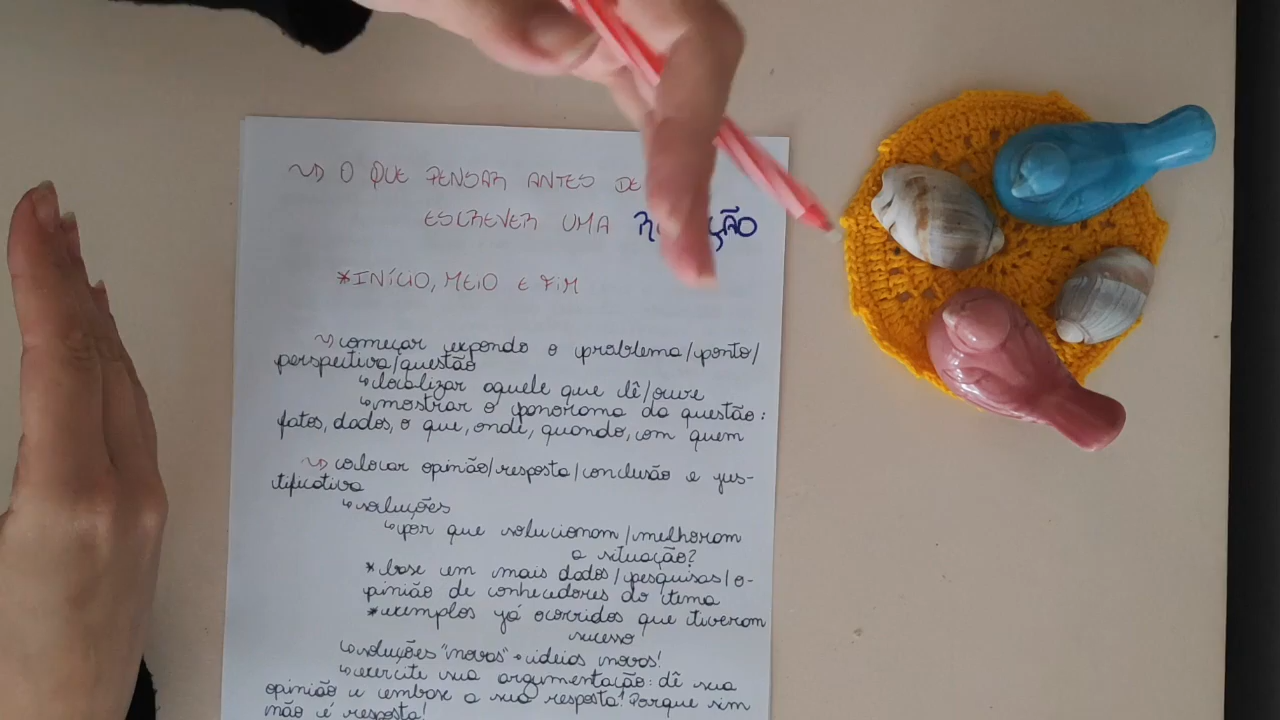 ~> O QUE PENSAR ANTES DE
ESCREVER UMA
*INÍCIO, MEIO E FIM
~> começar expondo o problema/ponto/
perspectiva/questão
↳localizar aquele que lê/ouve
↳mostrar o panorama da questão:
fatos, dados, o que, onde, quando, com quem
~> colocar opinião/resposta/conclusão e jus-
tificativa
↳soluções
↳por que solucionam/melhoram
a situação?
*base em mais dados/pesquisas/o-
pinião de conhecedores do tema
*exemplos já ocorridos que tiveram
sucesso
↳soluções "novas" → ideias novas!
↳exercite sua argumentação: dê sua
opinião e embase a sua resposta! Porque sim
não é resposta!